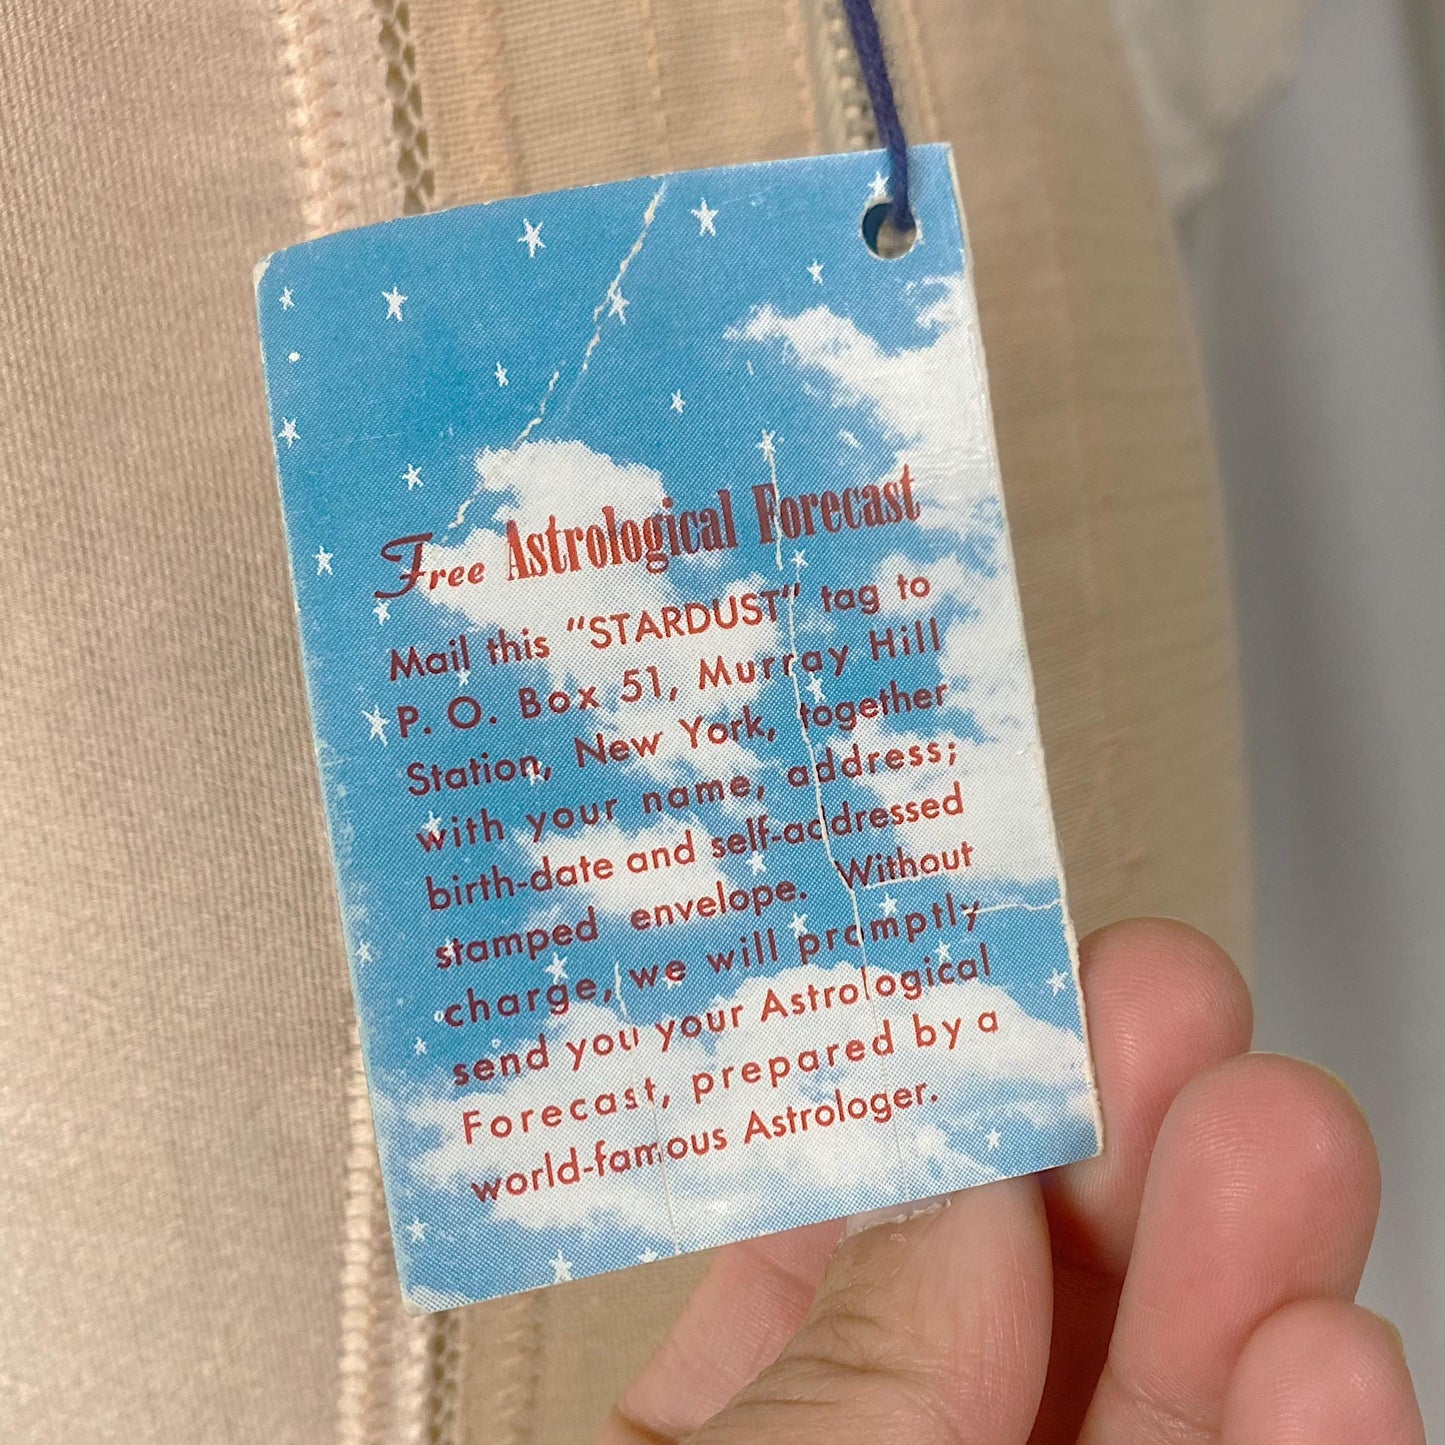 Free Astrological Forecast
Mail this "STARDUST" tag to
P. O. Box 51, Murray Hill
Station, New York, together
with your name, address;
birth-date and self-addressed
stamped envelope. Without
charge, we will promptly
send you your Astrological
Forecast, prepared by a
world-famous Astrologer.